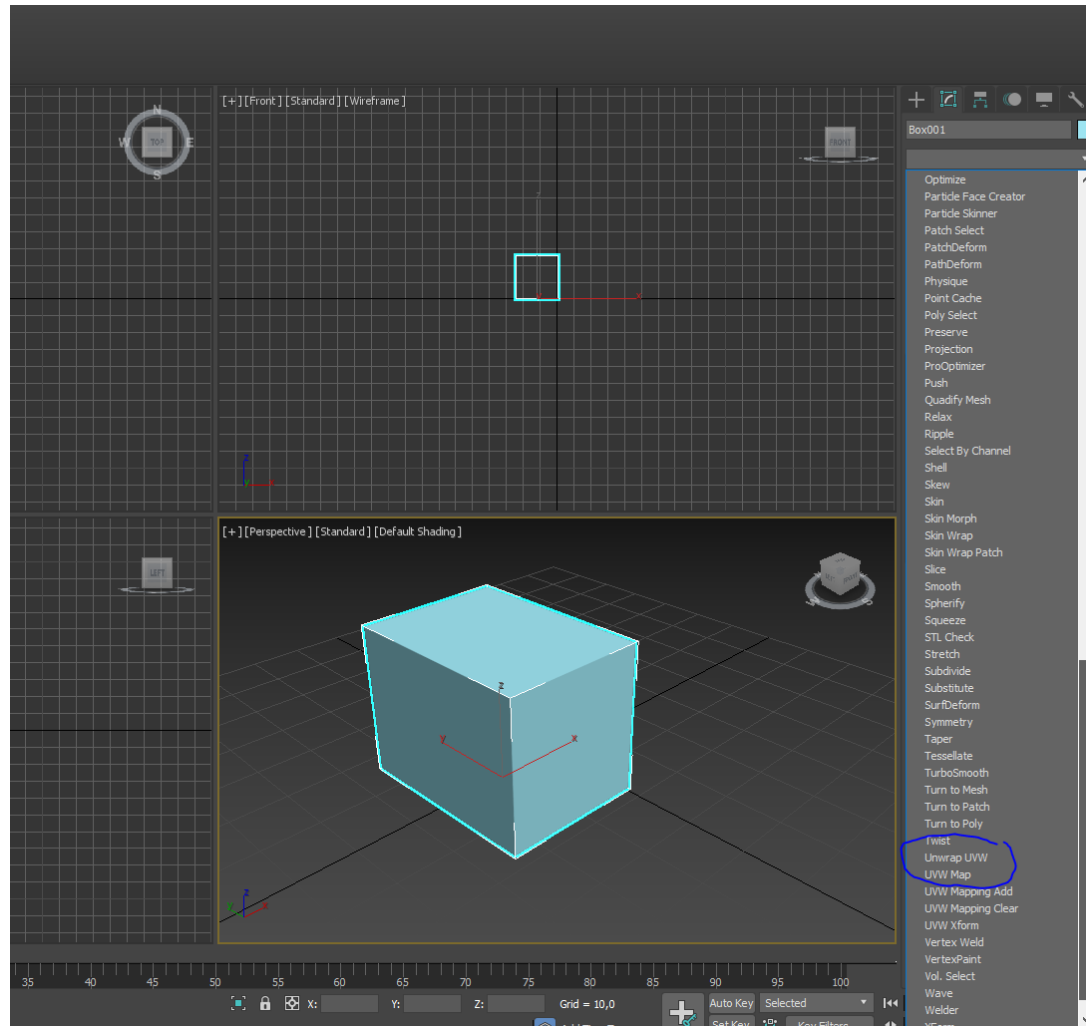 [+] [Front] [Standard] [Wireframe]
N
W
TOP
E
S
FRONT
z
x
z
y
x
[+] [Perspective] [Standard] [Default Shading]
LEFT
z
y
x
z
y
x
Box001
Optimize
Particle Face Creator
Particle Skinner
Patch Select
PatchDeform
PathDeform
Physique
Point Cache
Poly Select
Preserve
Projection
ProOptimizer
Push
Quadify Mesh
Relax
Ripple
Select By Channel
Shell
Skew
Skin
Skin Morph
Skin Wrap
Skin Wrap Patch
Slice
Smooth
Spherify
Squeeze
STL Check
Stretch
Subdivide
Substitute
SurfDeform
Symmetry
Taper
Tessellate
TurboSmooth
Turn to Mesh
Turn to Patch
Turn to Poly
Twist
Unwrap UVW
UVW Map
UVW Mapping Add
UVW Mapping Clear
UVW Xform
Vertex Weld
VertexPaint
Vol. Select
Wave
Welder
XForm
35 40 45 50 55 60 65 70 75 80 85 90 95 100
X: Y: Z: Grid = 10,0 Auto Key Selected
Set Key Key Filters